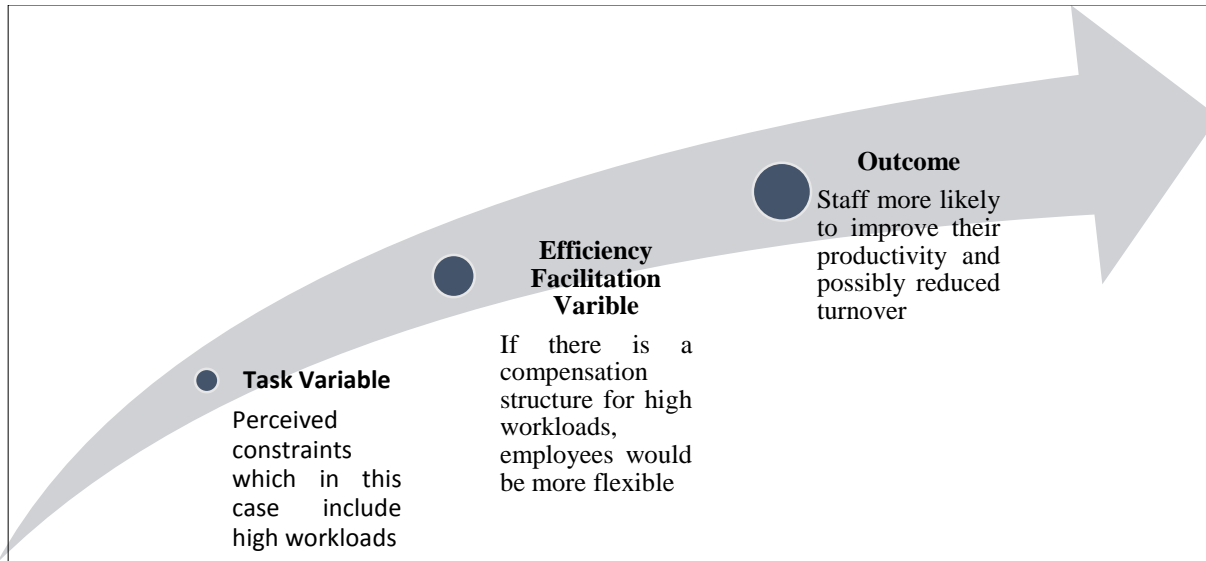 Task Variable
Perceived
constraints
which in this
case include
high workloads
Efficiency
Facilitation
Varible
If there is a
compensation
structure for high
workloads,
employees would
be more flexible
Outcome
Staff more likely
to improve their
productivity and
possibly reduced
turnover